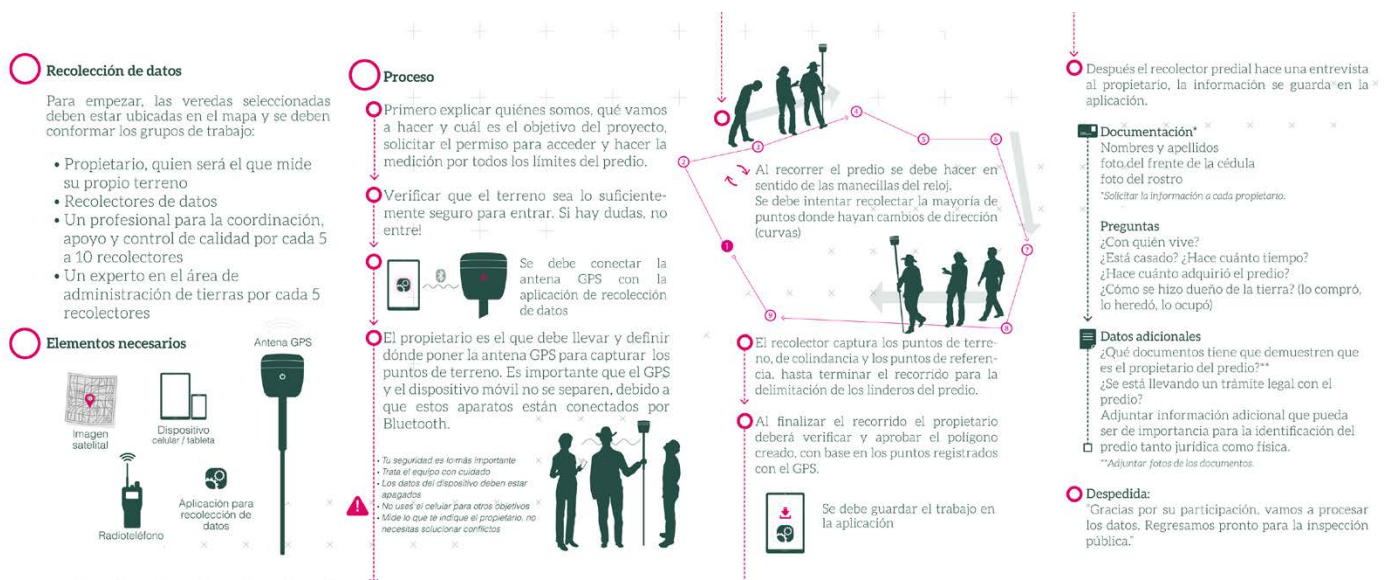 Recolección de datos
Para empezar, las veredas seleccionadas
deben estar ubicadas en el mapa y se deben
conformar los grupos de trabajo:
• Propietario, quien será el que mide
su propio terreno
• Recolectores de datos
• Un profesional para la coordinación,
apoyo y control de calidad por cada 5
a 10 recolectores
• Un experto en el área de
administración de tierras por cada 5
recolectores
Elementos necesarios
Antena GPS
Imagen
satelital
Dispositivo
celular / tableta
Radioteléfono
Aplicación para
recolección de
datos
Proceso
Primero explicar quiénes somos, qué vamos
a hacer y cuál es el objetivo del proyecto,
solicitar el permiso para acceder y hacer la
medición por todos los límites del predio.
Verificar que el terreno sea lo suficiente-
mente seguro para entrar. Si hay dudas, no
entre!
Se debe conectar la
antena GPS con la
aplicación de recolección
de datos
El propietario es el que debe llevar y definir
dónde poner la antena GPS para capturar los
puntos de terreno. Es importante que el GPS
y el dispositivo móvil no se separen, debido a
que estos aparatos están conectados por
Bluetooth.
• Tu seguridad es lo más importante
• Trata el equipo con cuidado
• Los datos del dispositivo deben estar
apagados
• No uses el celular para otros objetivos
• Mide lo que te indique el propietario, no
necesitas solucionar conflictos
1
2
3
4
5
6
7
8
9
Al recorrer el predio se debe hacer en
sentido de las manecillas del reloj.
Se debe intentar recolectar la mayoría de
puntos donde hayan cambios de dirección
(curvas)
El recolector captura los puntos de terre-
no, de colindancia y los puntos de referen-
cia, hasta terminar el recorrido para la
delimitación de los linderos del predio.
Al finalizar el recorrido el propietario
deberá verificar y aprobar el polígono
creado, con base en los puntos registrados
con el GPS.
Se debe guardar el trabajo en
la aplicación
Después el recolector predial hace una entrevista
al propietario, la información se guarda en la
aplicación.
Documentación*
Nombres y apellidos
foto del frente de la cédula
foto del rostro
*Solicitar la información a cada propietario.
Preguntas
¿Con quién vive?
¿Está casado? ¿Hace cuánto tiempo?
¿Hace cuánto adquirió el predio?
¿Cómo se hizo dueño de la tierra? (lo compró,
lo heredó, lo ocupó)
Datos adicionales
¿Qué documentos tiene que demuestren que
es el propietario del predio?**
¿Se está llevando un trámite legal con el
predio?
Adjuntar información adicional que pueda
ser de importancia para la identificación del
predio tanto jurídica como física.
**Adjuntar fotos de los documentos.
Despedida:
"Gracias por su participación, vamos a procesar
los datos. Regresamos pronto para la inspección
pública."